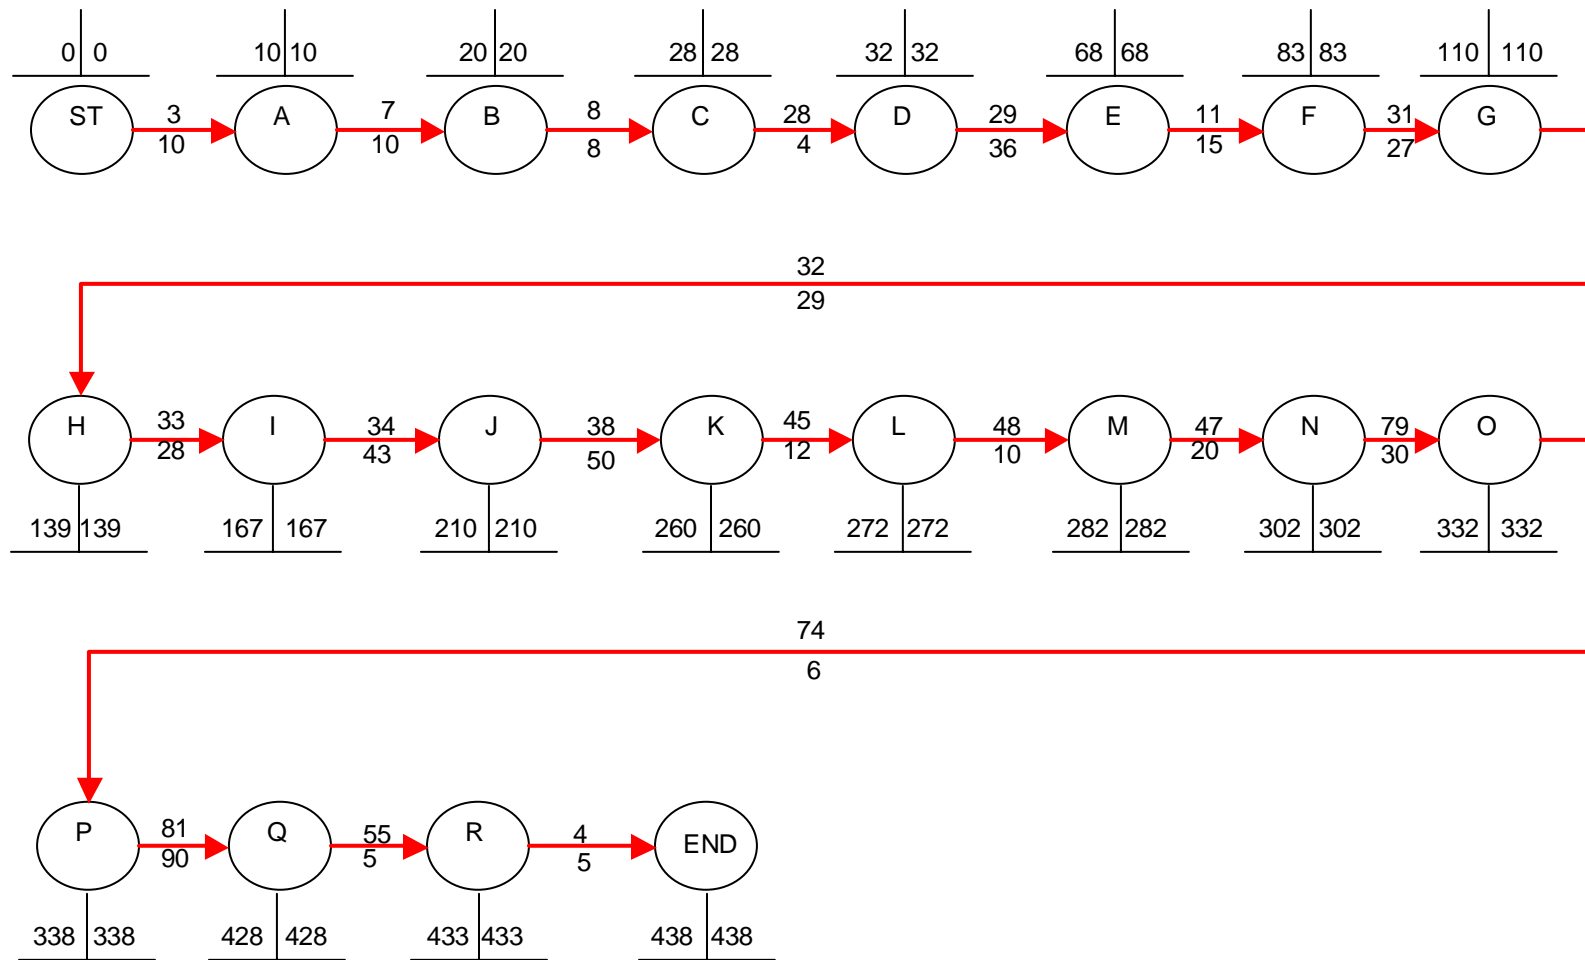 0 0 10 10 20 20 28 28 32 32 68 68 83 83 110 110
ST 3 A 7 B 8 C 28 D 29 E 11 F 31 G
10 10 8 4 36 15 27
32
29
H 33 I 34 J 38 K 45 L 48 M 47 N 79 O
28 43 50 12 10 20 30
139 139 167 167 210 210 260 260 272 272 282 282 302 302 332 332
74
6
P 81 Q 55 R 4 END
90 5 5
338 338 428 428 433 433 438 438